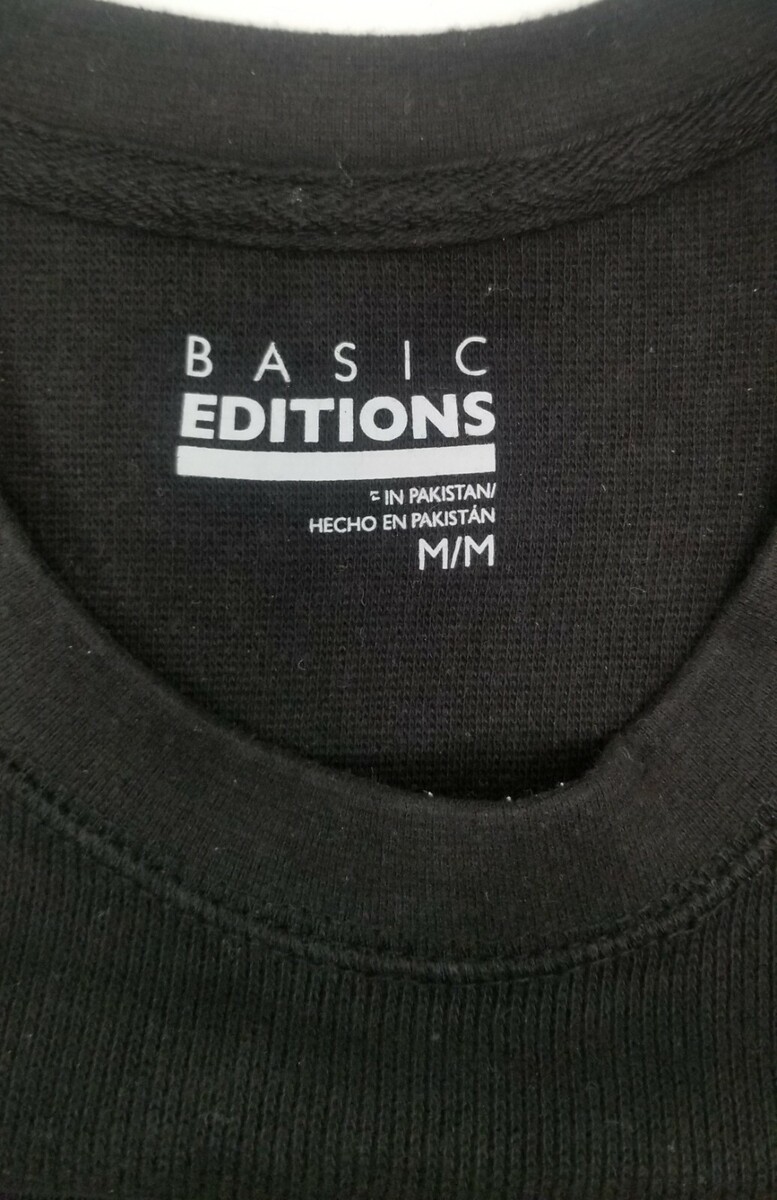 BASIC
EDITIONS
IN PAKISTAN/
HECHO EN PAKISTÁN
M/M